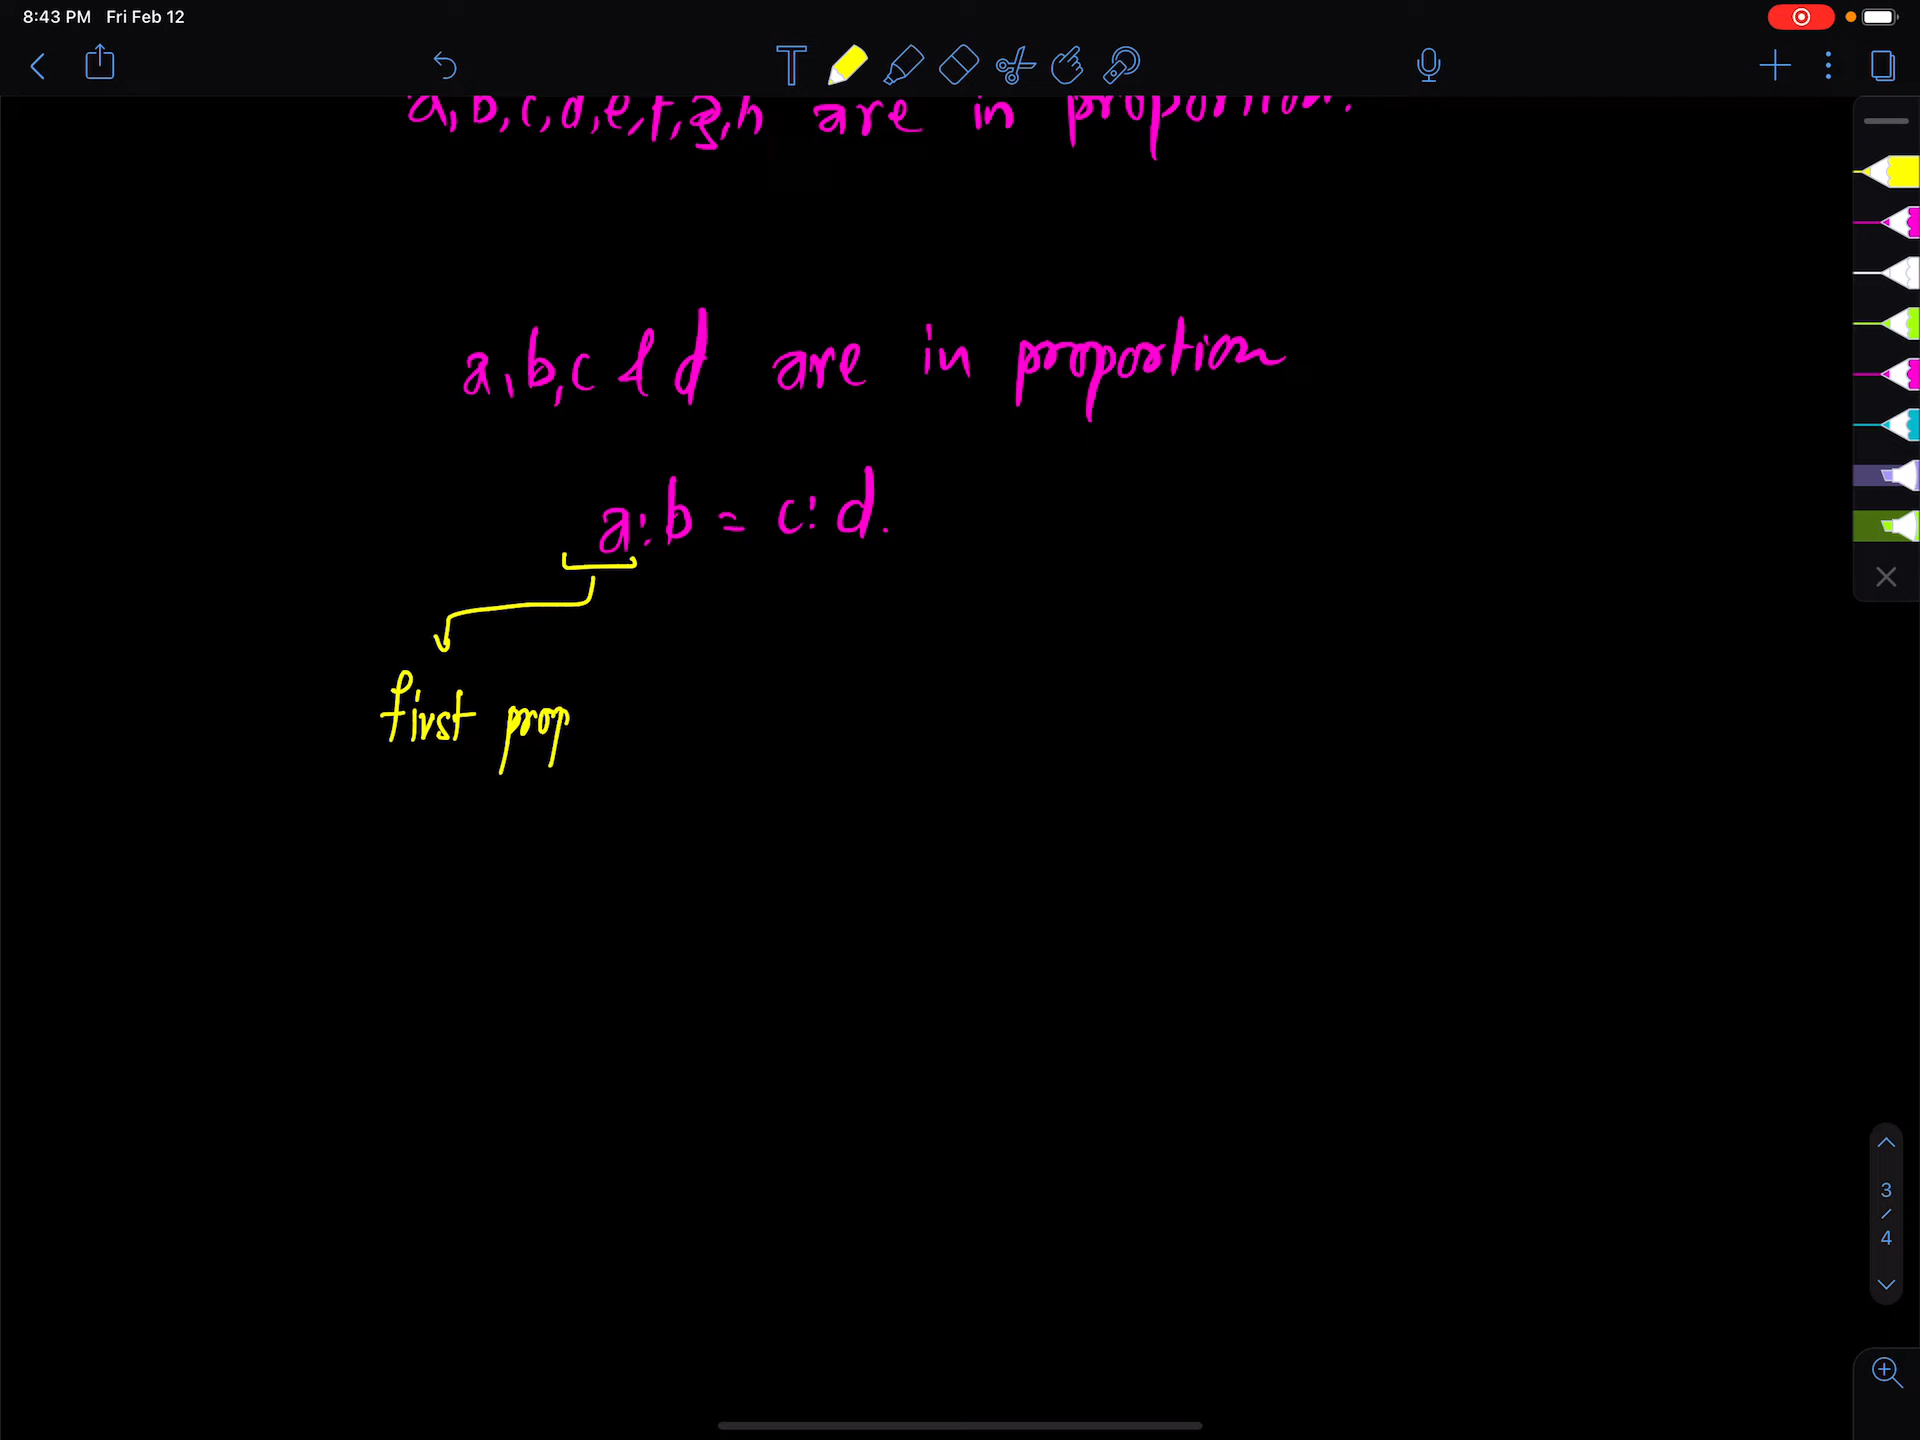 8:43 PM Fri Feb 12
a, b, c, d, e, f, g, h are in proportion.
a, b, c & d are in proportion
a : b = c : d.
first prop
3
/
4